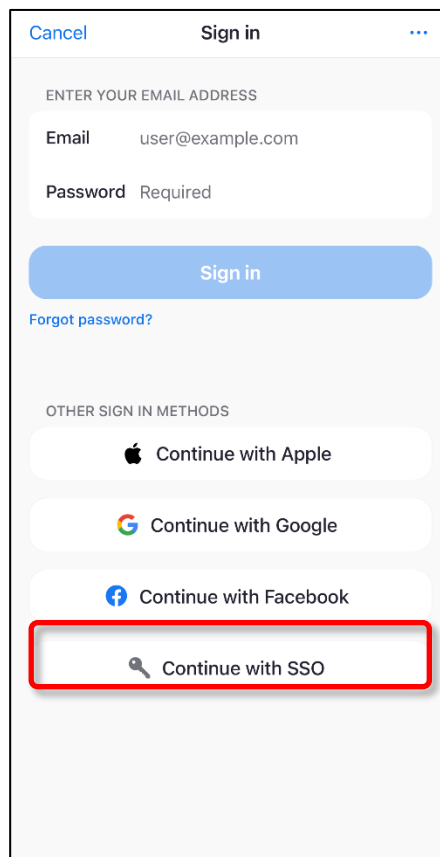 Cancel Sign in ...
ENTER YOUR EMAIL ADDRESS
Email user@example.com
Password Required
Sign in
Forgot password?
OTHER SIGN IN METHODS
Continue with Apple
Continue with Google
Continue with Facebook
Continue with SSO